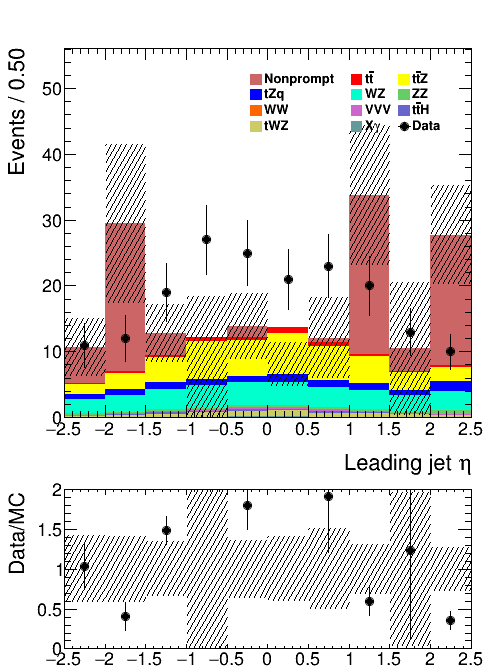 Events / 0.50
50
40
30
20
10
0
Nonprompt tt̄ tt̄Z
tZq WZ ZZ
WW VVV tt̄H
tWZ Xγ Data
−2.5 −2 −1.5 −1 −0.5 0 0.5 1 1.5 2 2.5
Leading jet η
Data/MC
2
1.5
1
0.5
0
−2.5 −2 −1.5 −1 −0.5 0 0.5 1 1.5 2 2.5